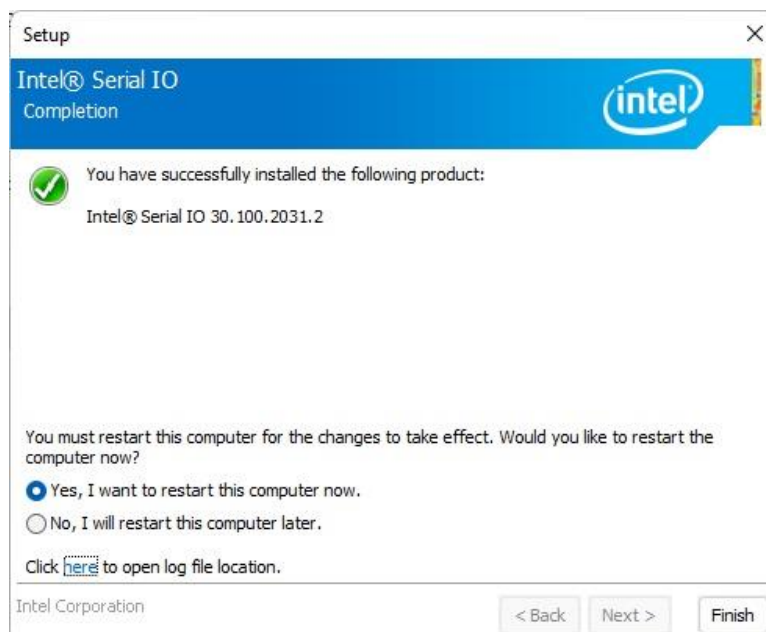 Setup
Intel® Serial IO
Completion
intel
You have successfully installed the following product:
Intel® Serial IO 30.100.2031.2
You must restart this computer for the changes to take effect. Would you like to restart the
computer now?
Yes, I want to restart this computer now.
No, I will restart this computer later.
Click here to open log file location.
Intel Corporation
< Back Next > Finish